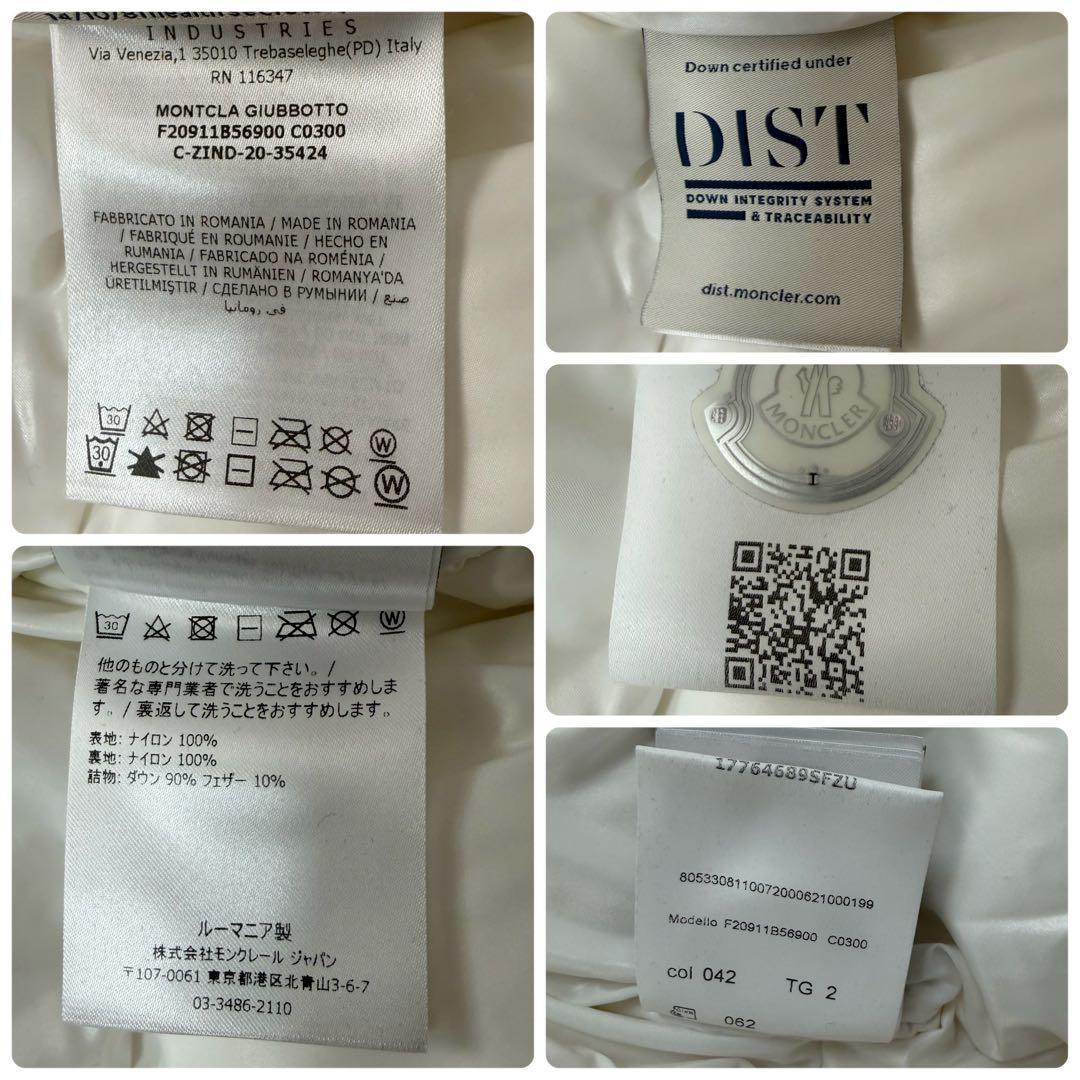 INDUSTRIES
Via Venezia,1 35010 Trebaseleghe(PD) Italy
RN 116347
MONTCLA GIUBBOTTO
F20911B56900 C0300
C-ZIND-20-35424
FABBRICATO IN ROMANIA / MADE IN ROMANIA
/ FABRIQUÉ EN ROUMANIE / HECHO EN
RUMANIA / FABRICADO NA ROMÉNIA /
HERGESTELLT IN RUMÄNIEN / ROMANYA'DA
ÜRETILMIŞTIR / СДЕЛАНО В РУМЫНИИ / صنع
في رومانيا
30
W
30
W
Down certified under
DIST
DOWN INTEGRITY SYSTEM
& TRACEABILITY
dist.moncler.com
MONCLER
I
30
W
他のものと分けて洗って下さい。/
著名な専門業者で洗うことをおすすめしま
す。/ 裏返して洗うことをおすすめします。
表地: ナイロン 100%
裏地: ナイロン 100%
詰物: ダウン 90% フェザー 10%
ルーマニア製
株式会社モンクレール ジャパン
〒107-0061 東京都港区北青山3-6-7
03-3486-2110
17764689SFZU
8053308110072000621000199
Modello F20911B56900 C0300
col 042 TG 2
062